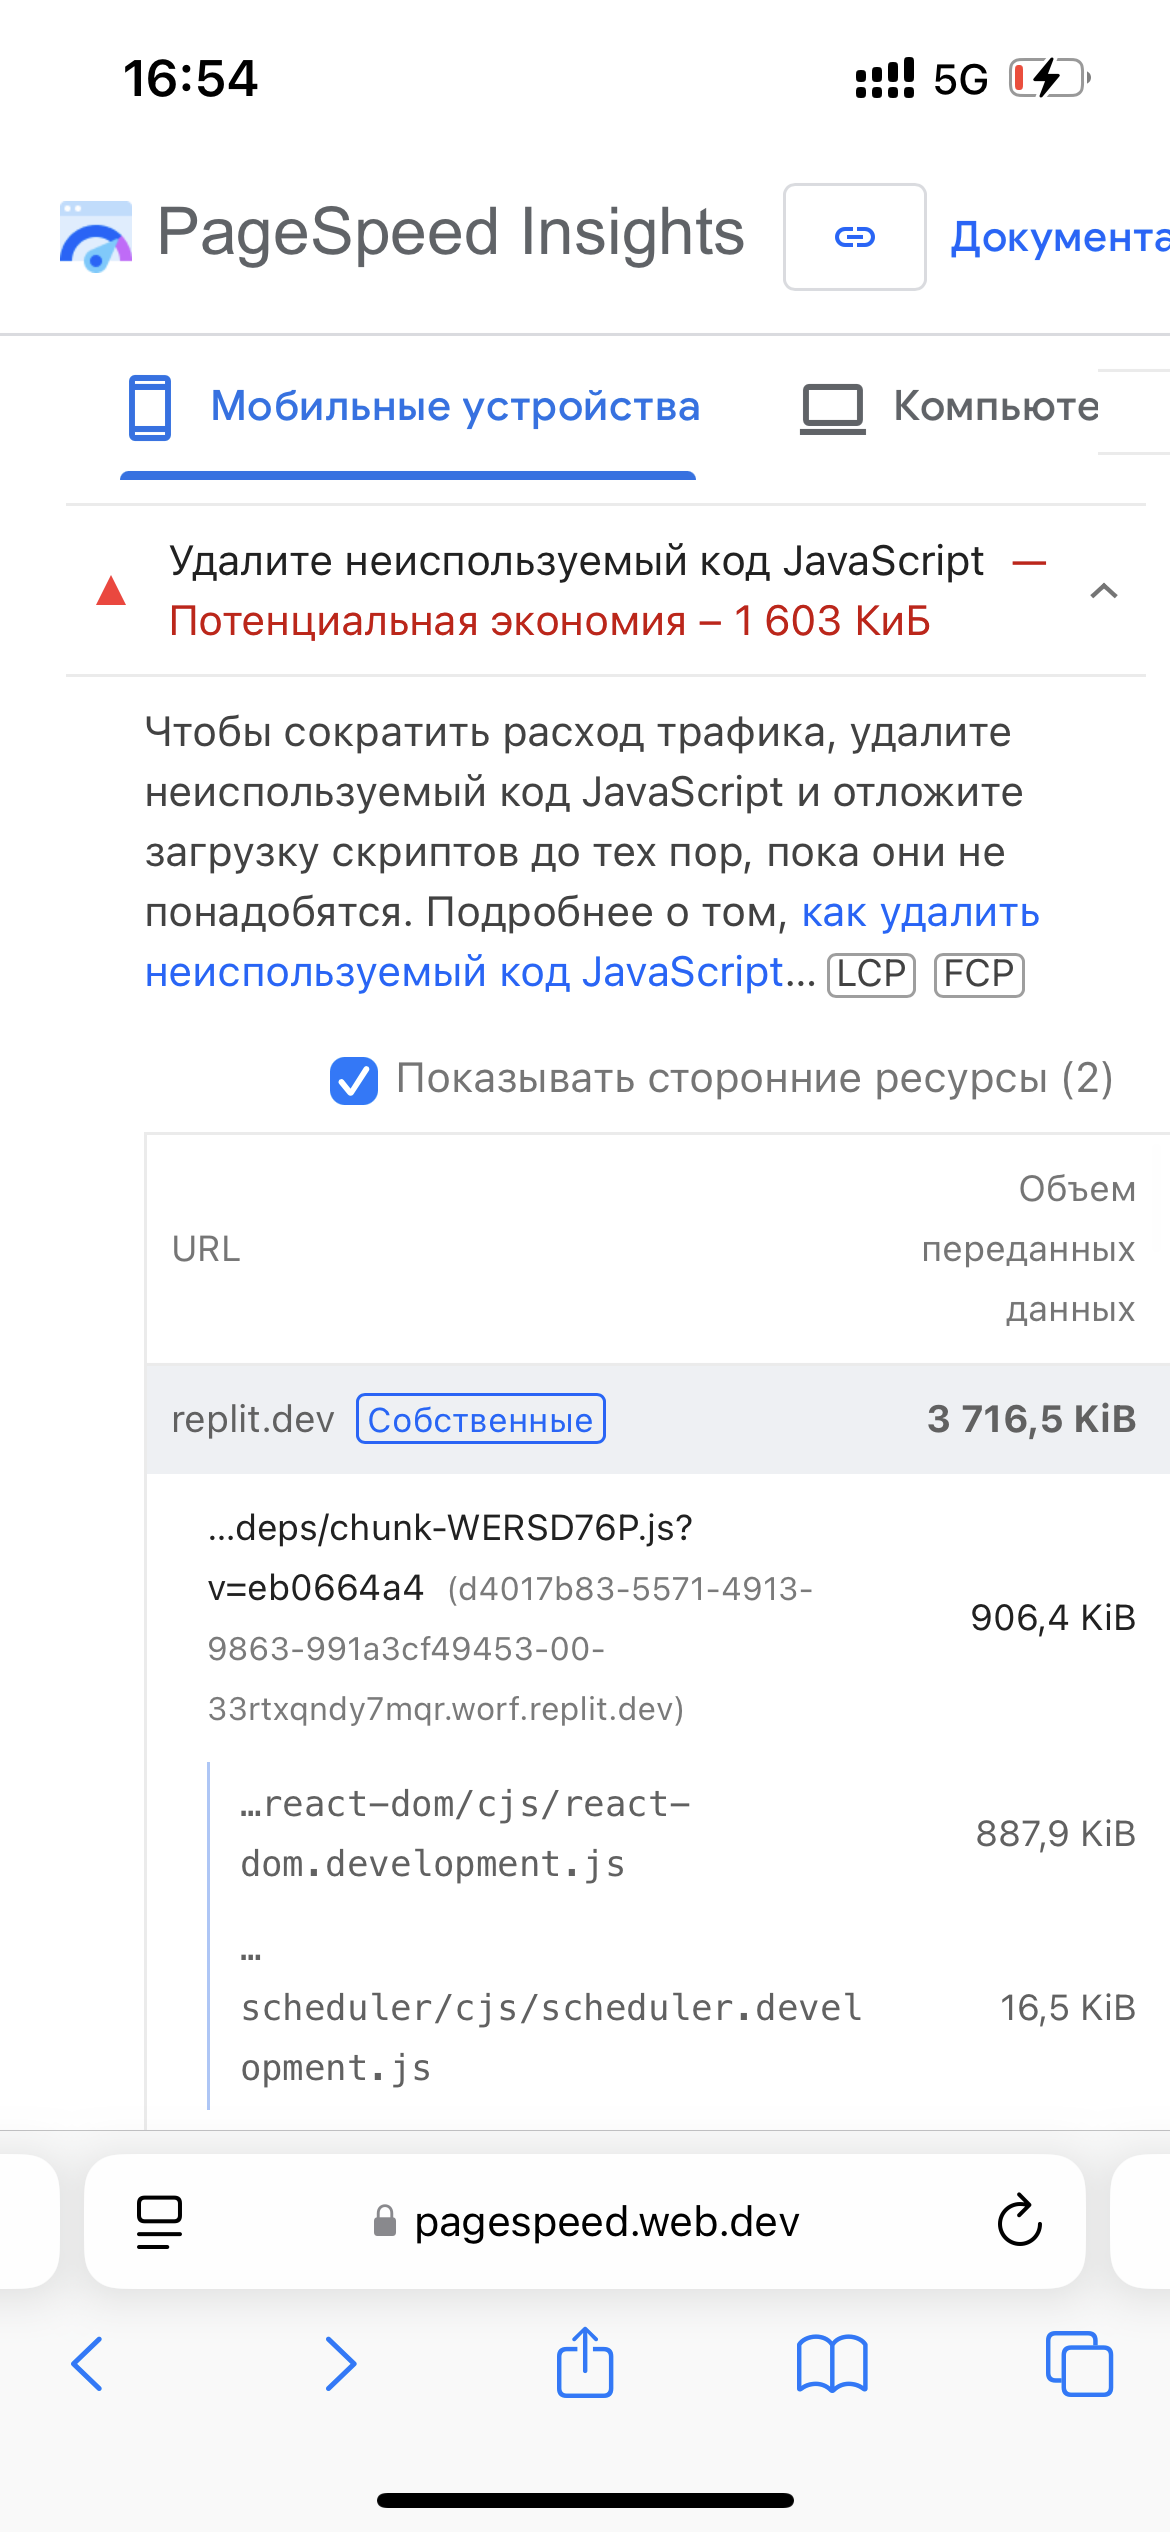 16:54
5G
PageSpeed Insights
Документа
Мобильные устройства
Компьюте
Удалите неиспользуемый код JavaScript —
Потенциальная экономия – 1 603 КиБ
Чтобы сократить расход трафика, удалите
неиспользуемый код JavaScript и отложите
загрузку скриптов до тех пор, пока они не
понадобятся. Подробнее о том, как удалить
неиспользуемый код JavaScript... LCP FCP
Показывать сторонние ресурсы (2)
URL
Объем
переданных
данных
replit.dev Собственные 3 716,5 KiB
…deps/chunk-WERSD76P.js?
v=eb0664a4 (d4017b83-5571-4913-
9863-991a3cf49453-00-
33rtxqndy7mqr.worf.replit.dev)
906,4 KiB
…react-dom/cjs/react-
dom.development.js
887,9 KiB
…
scheduler/cjs/scheduler.devel
opment.js
16,5 KiB
pagespeed.web.dev